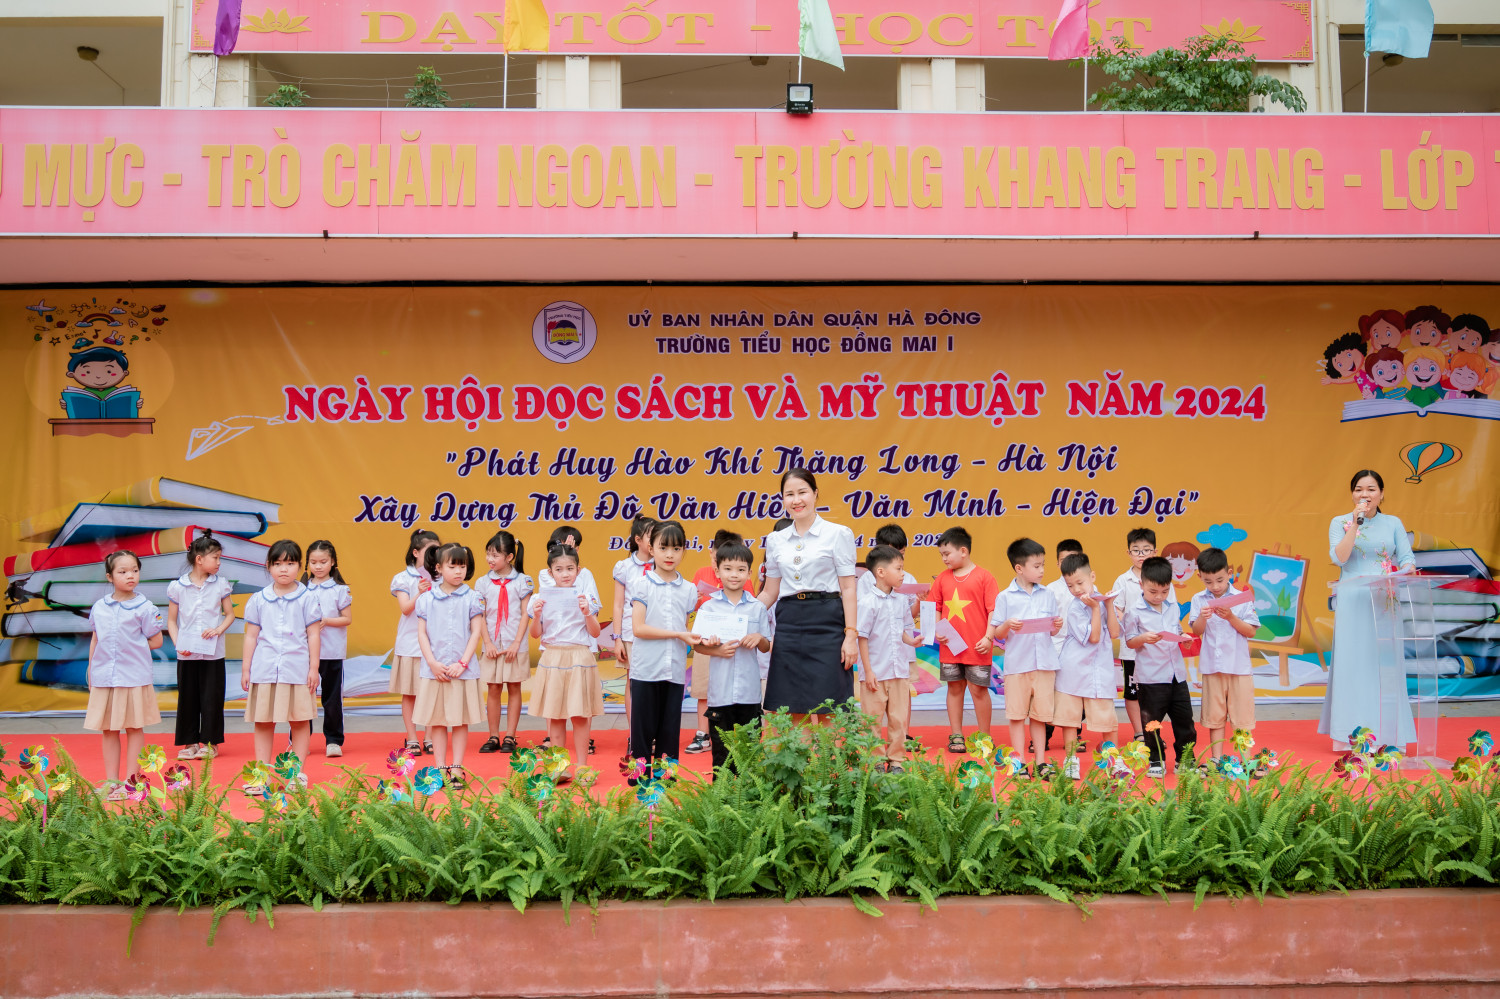 DẠY TỐT - HỌC TỐT
MỰC - TRÒ CHĂM NGOAN - TRƯỜNG KHANG TRANG - LỚP
UỶ BAN NHÂN DÂN QUẬN HÀ ĐÔNG
TRƯỜNG TIỂU HỌC ĐỒNG MAI I
NGÀY HỘI ĐỌC SÁCH VÀ MỸ THUẬT NĂM 2024
"Phát Huy Hào Khí Thăng Long - Hà Nội
Xây Dựng Thủ Đô Văn Hiến - Văn Minh - Hiện Đại"